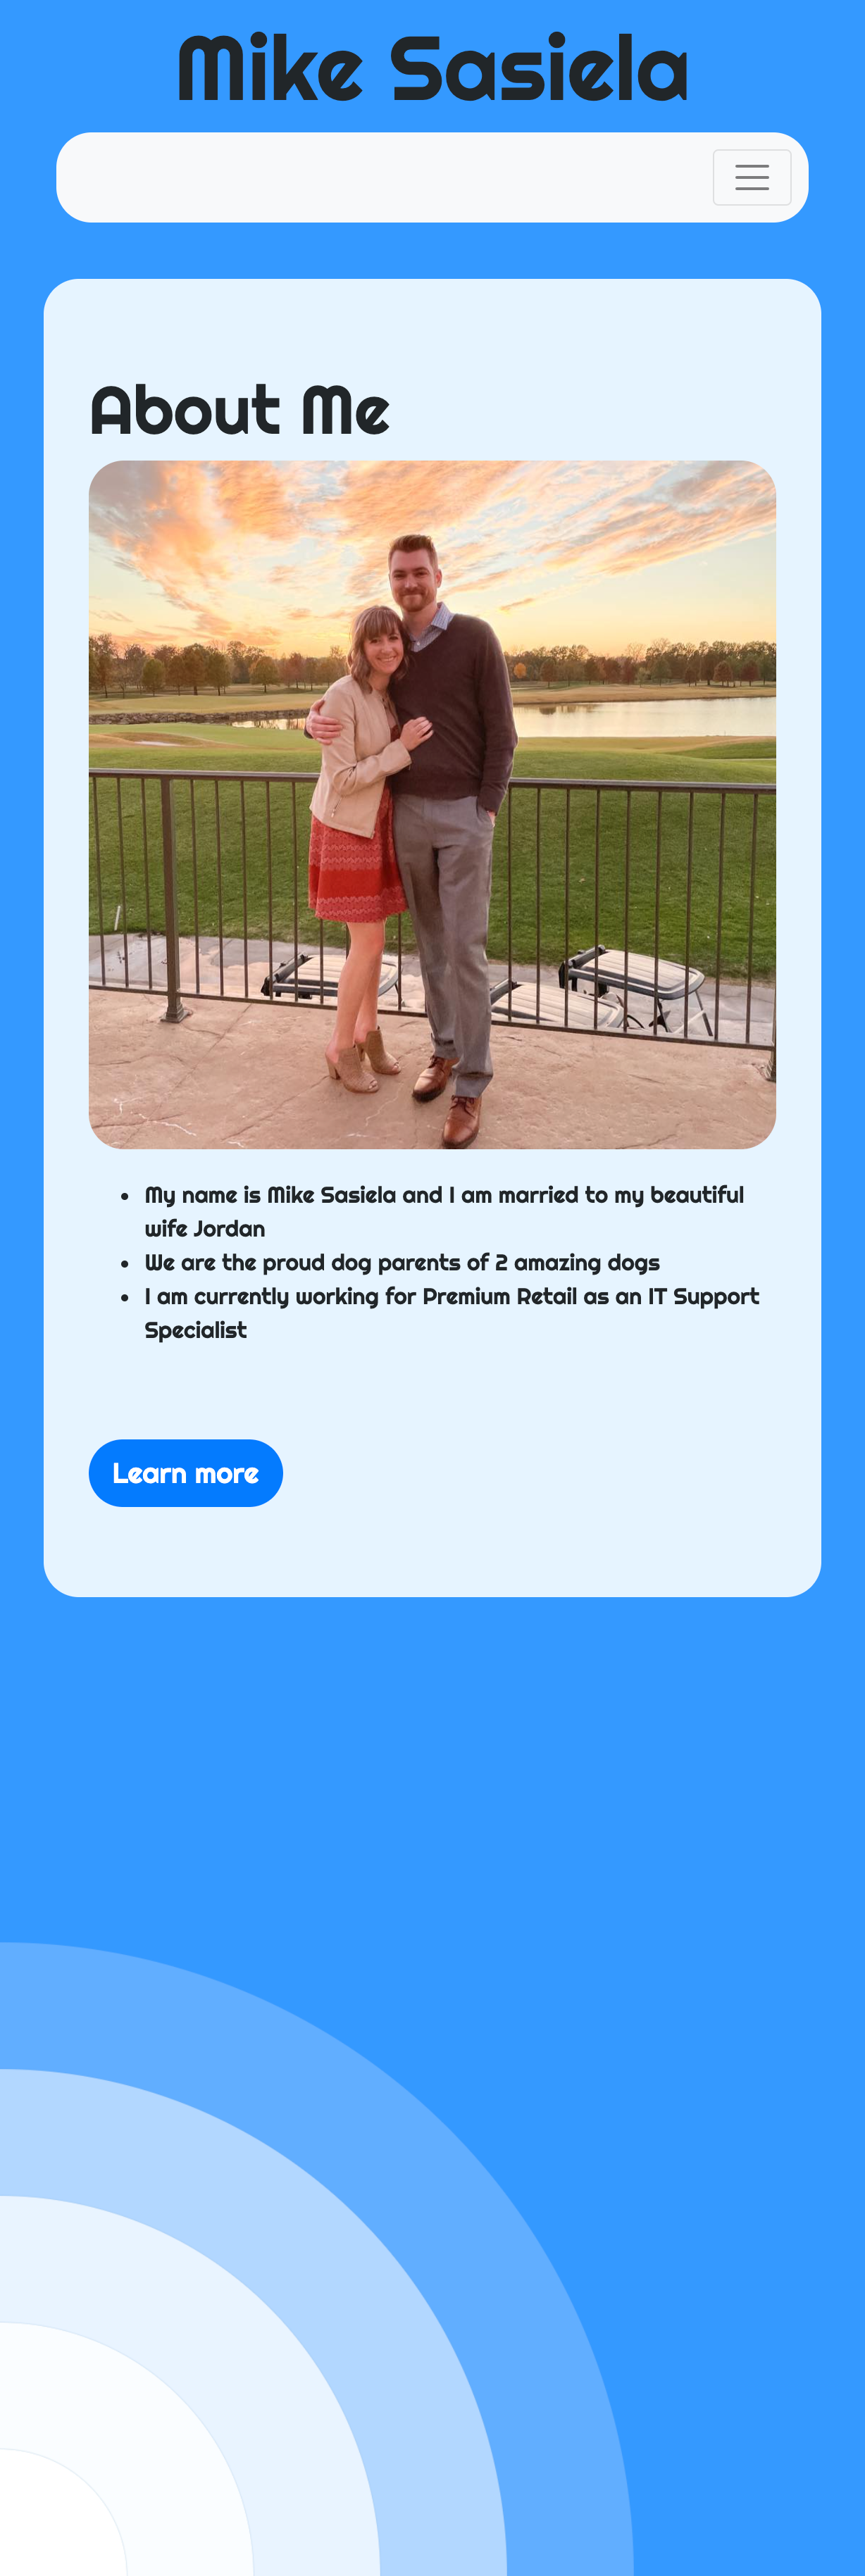 Mike Sasiela
About Me
My name is Mike Sasiela and I am married to my beautiful
wife Jordan
We are the proud dog parents of 2 amazing dogs
I am currently working for Premium Retail as an IT Support
Specialist
Learn more